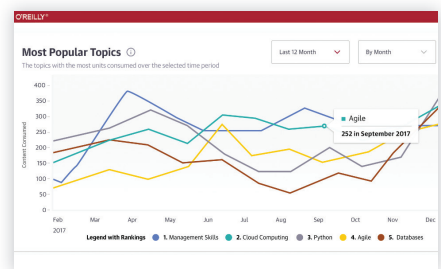 O'REILLY®
Most Popular Topics
The topics with the most units consumed over the selected time period
Last 12 Month
By Month
Content Consumed
400
350
300
250
200
150
100
50
0
Agile
252 in September 2017
Feb Mar Apr May Jun Jul Aug Sep Oct Nov Dec
2017
Legend with Rankings 1. Management Skills 2. Cloud Computing 3. Python 4. Agile 5. Databases